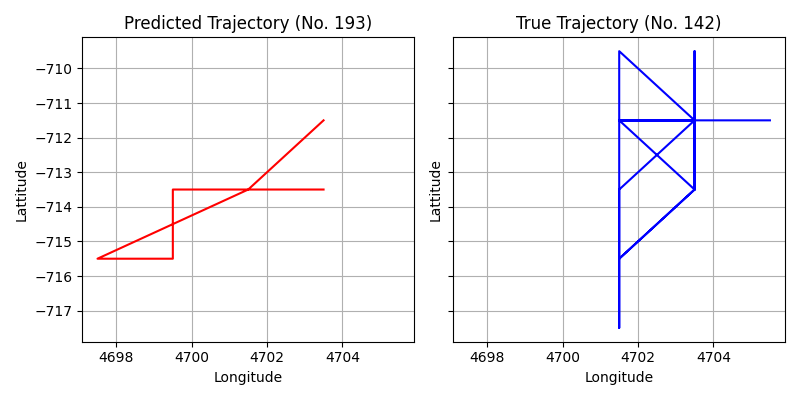 Predicted Trajectory (No. 193)
True Trajectory (No. 142)
−710
−711
−712
−713
−714
−715
−716
−717
Lattitude
Lattitude
4698 4700 4702 4704
4698 4700 4702 4704
Longitude
Longitude